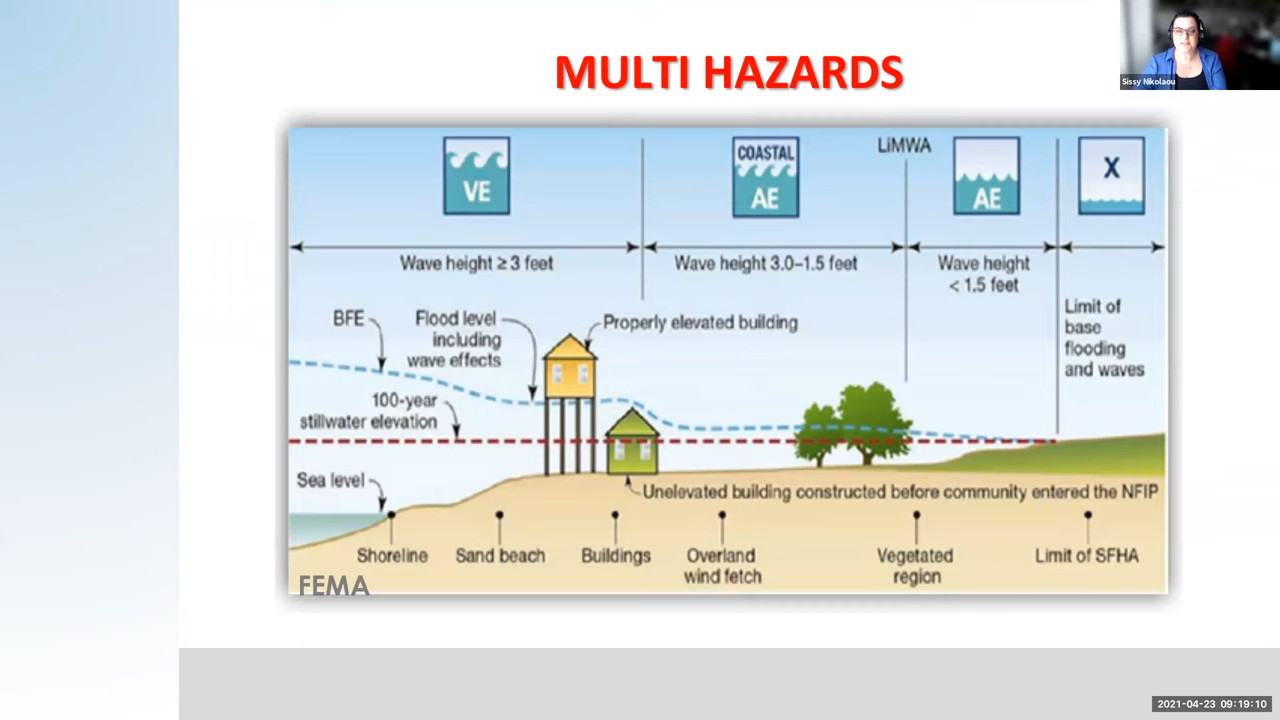 MULTI HAZARDS
Sissy Nikolaou
VE
COASTAL
AE
LiMWA
AE
X
Wave height ≥ 3 feet
Wave height 3.0–1.5 feet
Wave height
< 1.5 feet
Limit of
base
flooding
and waves
BFE
Flood level
including
wave effects
Properly elevated building
100-year
stillwater elevation
Sea level
Unelevated building constructed before community entered the NFIP
Shoreline
Sand beach
Buildings
Overland
wind fetch
Vegetated
region
Limit of SFHA
FEMA
2021-04-23 09:19:10